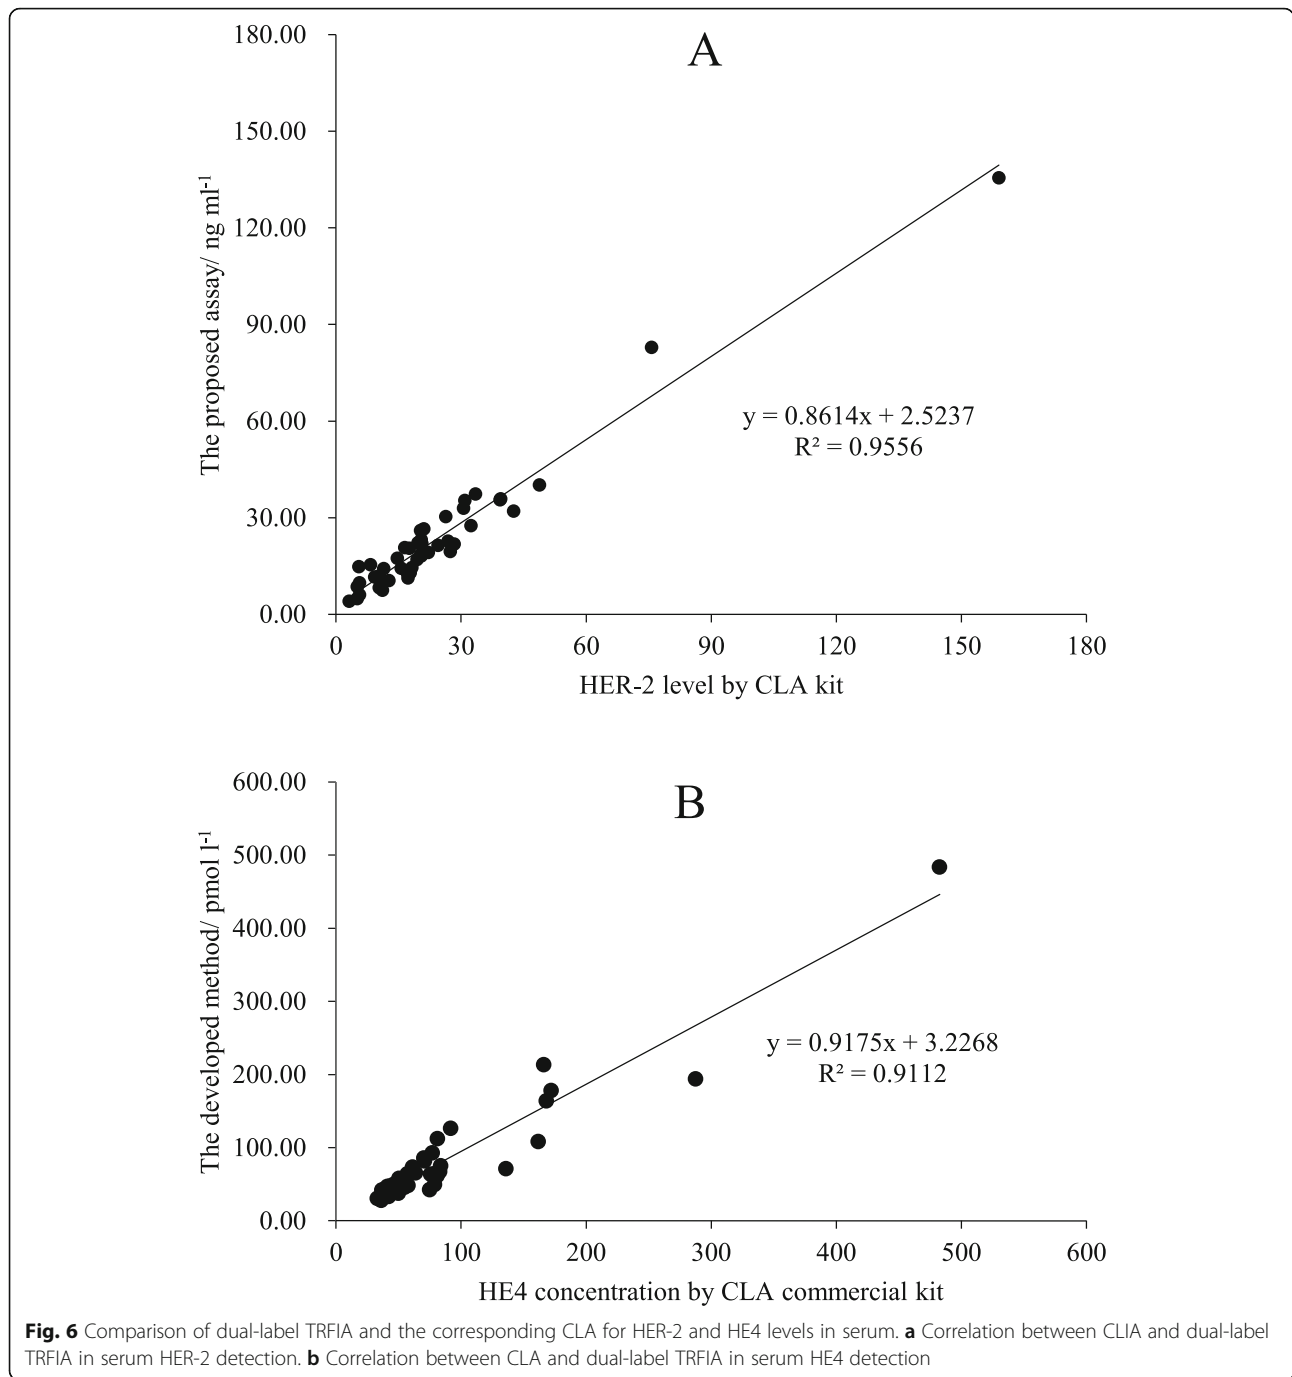 A
180.00
150.00
120.00
90.00
60.00
30.00
0.00
The proposed assay/ ng ml⁻¹
y = 0.8614x + 2.5237
R² = 0.9556
0 30 60 90 120 150 180
HER-2 level by CLA kit
B
600.00
500.00
400.00
300.00
200.00
100.00
0.00
The developed method/ pmol l⁻¹
y = 0.9175x + 3.2268
R² = 0.9112
0 100 200 300 400 500 600
HE4 concentration by CLA commercial kit
Fig. 6 Comparison of dual-label TRFIA and the corresponding CLA for HER-2 and HE4 levels in serum. a Correlation between CLIA and dual-label
TRFIA in serum HER-2 detection. b Correlation between CLA and dual-label TRFIA in serum HE4 detection